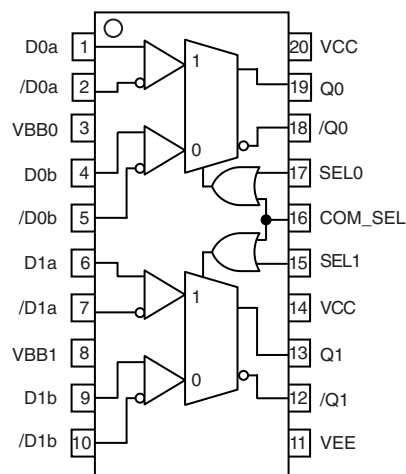 D0a 1 20 VCC
/D0a 2 1 19 Q0
VBB0 3 18 /Q0
D0b 4 0 17 SEL0
/D0b 5 16 COM_SEL
D1a 6 15 SEL1
/D1a 7 1 14 VCC
VBB1 8 13 Q1
D1b 9 0 12 /Q1
/D1b 10 11 VEE